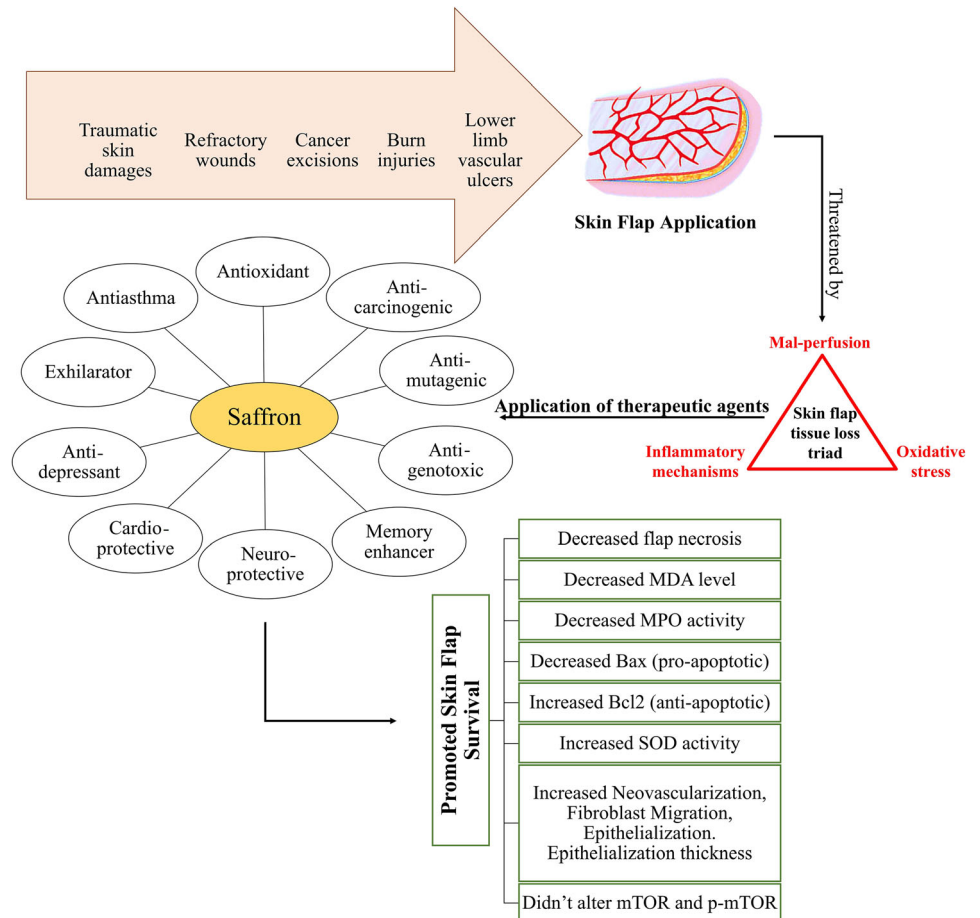 Traumatic
skin
damages
Refractory
wounds
Cancer
excisions
Burn
injuries
Lower
limb
vascular
ulcers
Skin Flap Application
Threatened by
Mal-perfusion
Skin flap
tissue loss
triad
Inflammatory
mechanisms
Oxidative
stress
Application of therapeutic agents
Antioxidant
Anti-
carcinogenic
Anti-
mutagenic
Anti-
genotoxic
Memory
enhancer
Neuro-
protective
Cardio-
protective
Anti-
depressant
Exhilarator
Antiasthma
Saffron
Promoted Skin Flap
Survival
Decreased flap necrosis
Decreased MDA level
Decreased MPO activity
Decreased Bax (pro-apoptotic)
Increased Bcl2 (anti-apoptotic)
Increased SOD activity
Increased Neovascularization,
Fibroblast Migration,
Epithelialization.
Epithelialization thickness
Didn't alter mTOR and p-mTOR